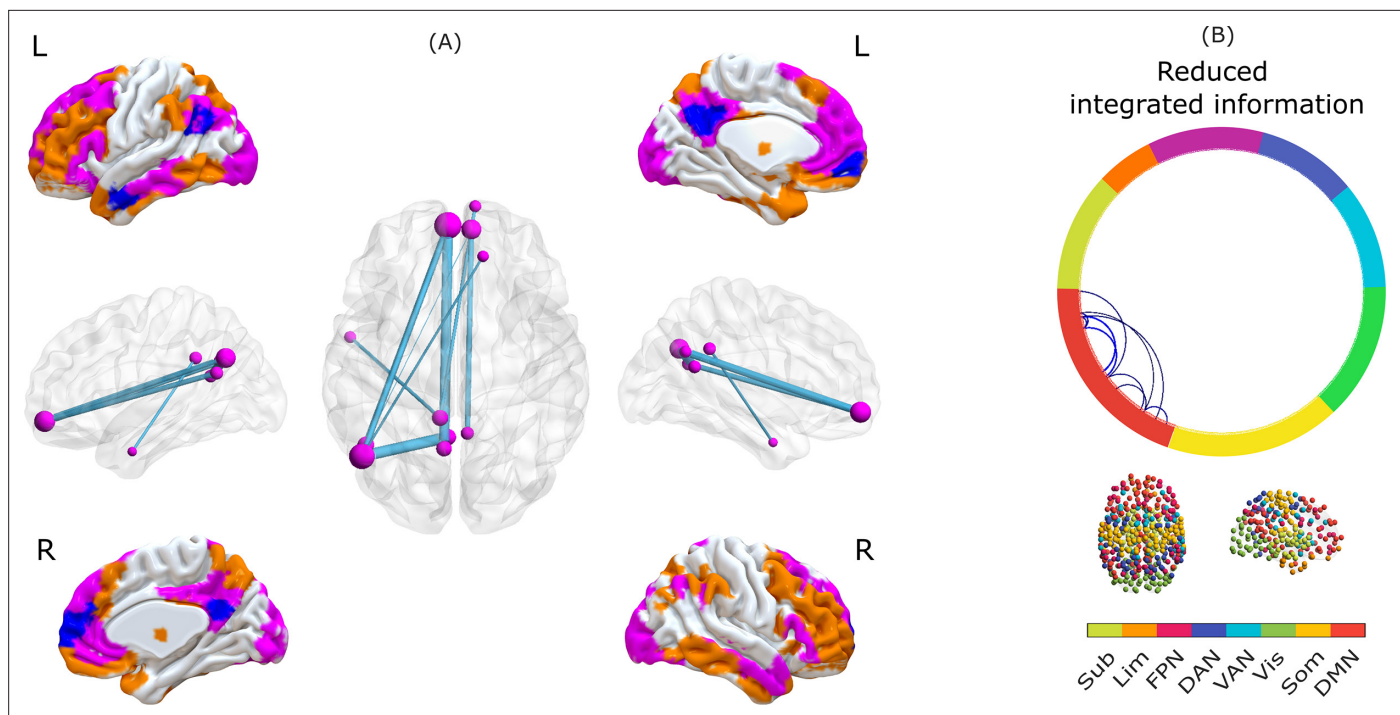 L
(A)
L
(B)
Reduced
integrated information
R
R
Sub
Lim
FPN
DAN
VAN
Vis
Som
DMN